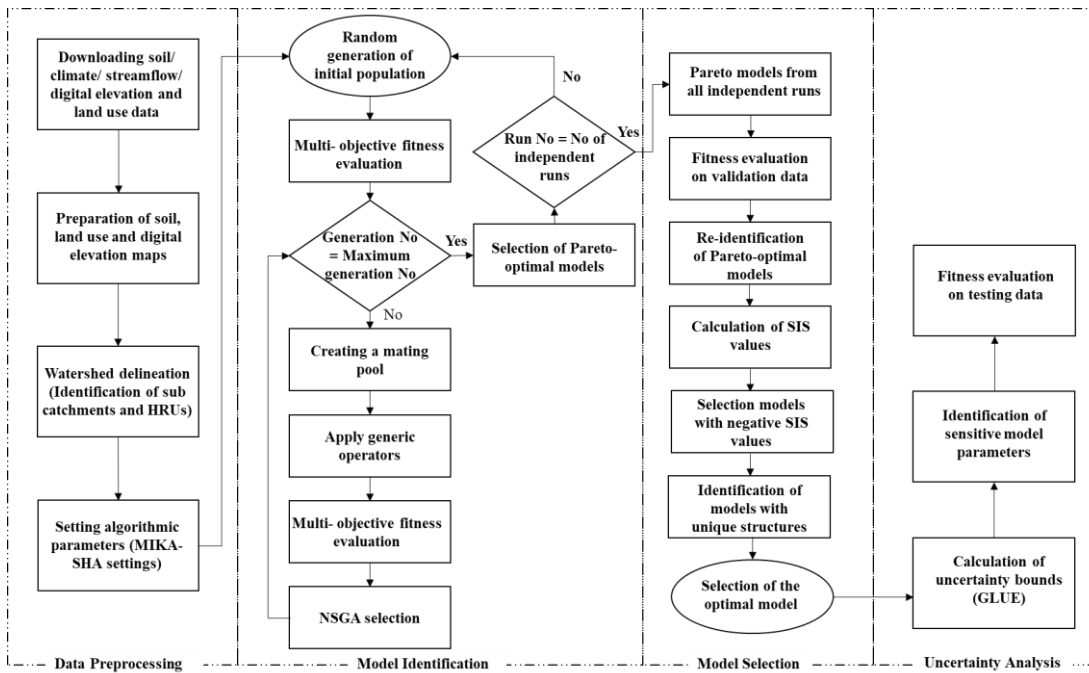 Downloading soil/
climate/ streamflow/
digital elevation and
land use data
Preparation of soil,
land use and digital
elevation maps
Watershed delineation
(Identification of sub
catchments and HRUs)
Setting algorithmic
parameters (MIKA-
SHA settings)
Data Preprocessing
Random
generation of
initial population
Multi- objective fitness
evaluation
Generation No
= Maximum
generation No
Yes
No
Creating a mating
pool
Apply generic
operators
Multi- objective fitness
evaluation
NSGA selection
Selection of Pareto-
optimal models
Run No = No of
independent
runs
No
Yes
Model Identification
Pareto models from
all independent runs
Fitness evaluation
on validation data
Re-identification
of Pareto-optimal
models
Calculation of SIS
values
Selection models
with negative SIS
values
Identification of
models with
unique structures
Selection of the
optimal model
Model Selection
Fitness evaluation
on testing data
Identification of
sensitive model
parameters
Calculation of
uncertainty bounds
(GLUE)
Uncertainty Analysis